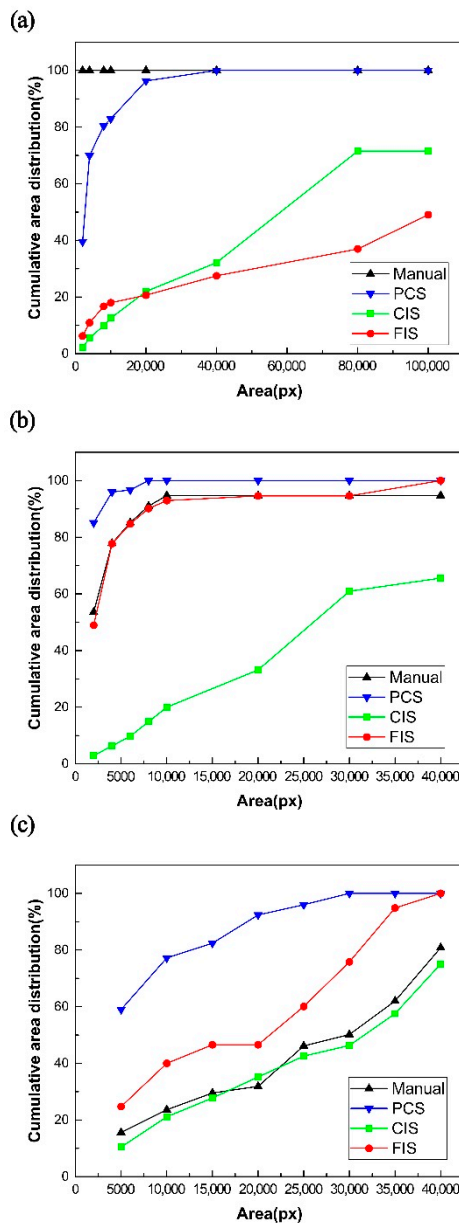 (a)
Cumulative area distribution(%)
100
80
60
40
20
0
Manual
PCS
CIS
FIS
0 20,000 40,000 60,000 80,000 100,000
Area(px)
(b)
Cumulative area distribution(%)
100
80
60
40
20
0
Manual
PCS
CIS
FIS
0 5000 10,000 15,000 20,000 25,000 30,000 35,000 40,000
Area(px)
(c)
Cumulative area distribution(%)
100
80
60
40
20
0
Manual
PCS
CIS
FIS
0 5000 10,000 15,000 20,000 25,000 30,000 35,000 40,000
Area(px)